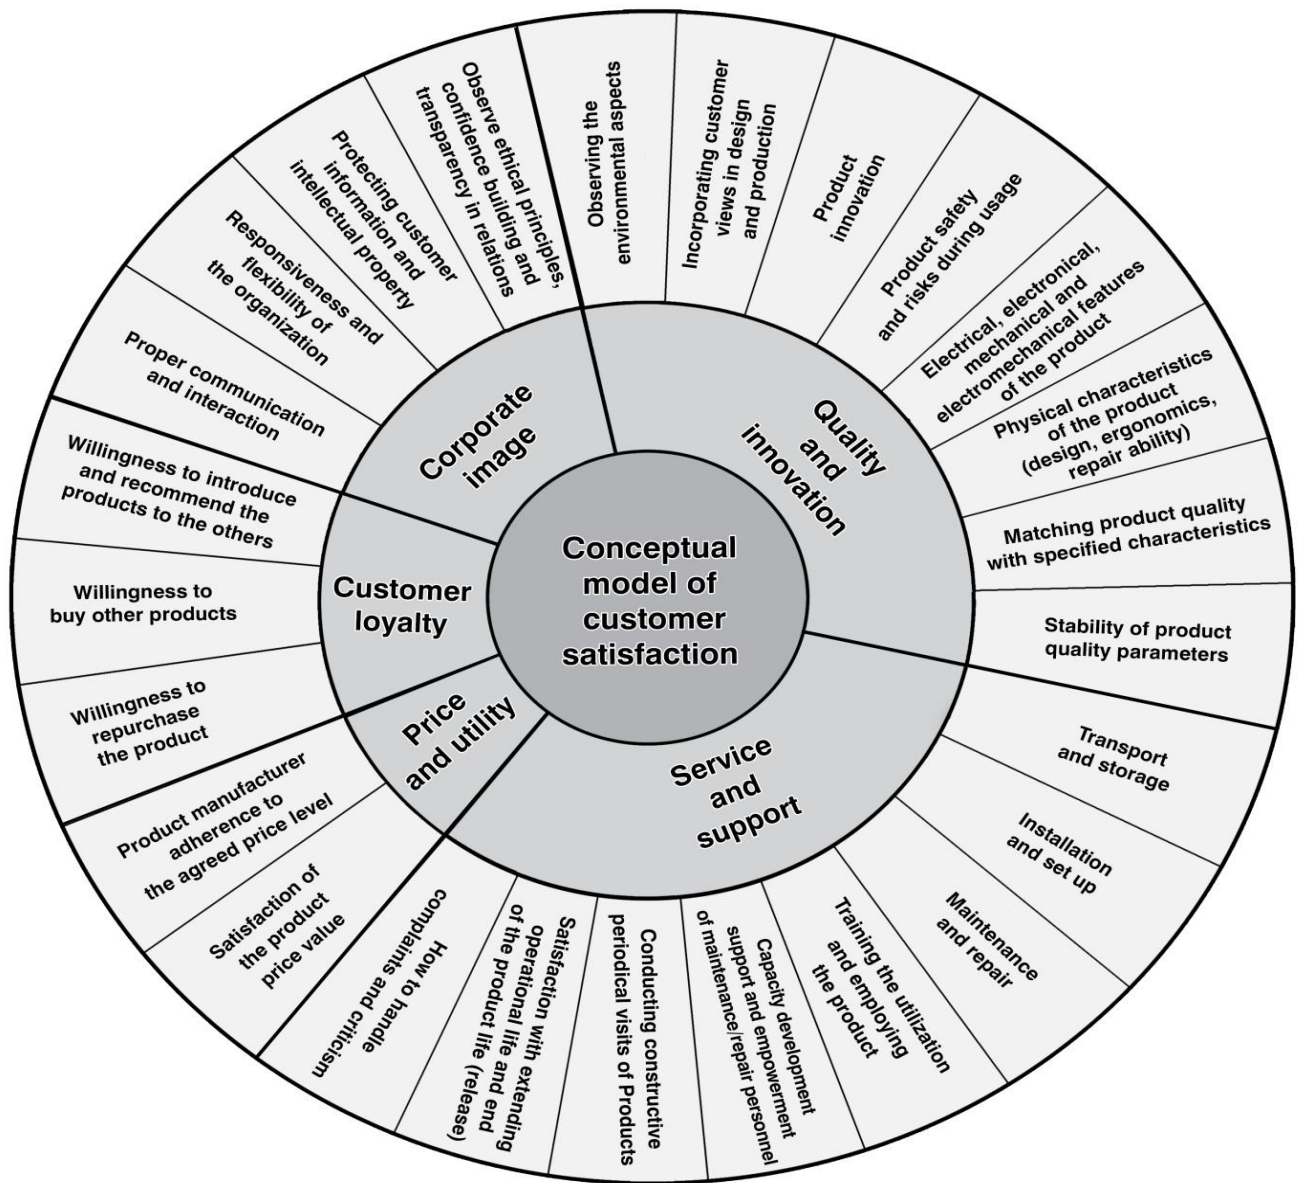 Conceptual
model of
customer
satisfaction
Quality
and
innovation
Service
and
support
Price
and utility
Customer
loyalty
Corporate
image
Observing the
environmental aspects
Incorporating customer
views in design
and production
Product
innovation
Product safety
and risks during usage
Electrical, electronical,
mechanical and
electromechanical features
of the product
Physical characteristics
of the product
(design, ergonomics,
repair ability)
Matching product quality
with specified characteristics
Stability of product
quality parameters
Transport
and storage
Installation
and set up
Maintenance
and repair
Training the utilization
and employing
the product
Capacity development
support and empowerment
of maintenance/repair personnel
Conducting constructive
periodical visits of Products
Satisfaction with extending
operational life and end
of the product life (release)
How to handle
complaints and criticism
Satisfaction of
the product
price value
Product manufacturer
adherence to
the agreed price level
Willingness to
repurchase
the product
Willingness to
buy other products
Willingness to introduce
and recommend the
products to the others
Proper communication
and interaction
Responsiveness and
flexibility of
the organization
Protecting customer
information and
intellectual property
Observe ethical principles,
confidence building and
transparency in relations